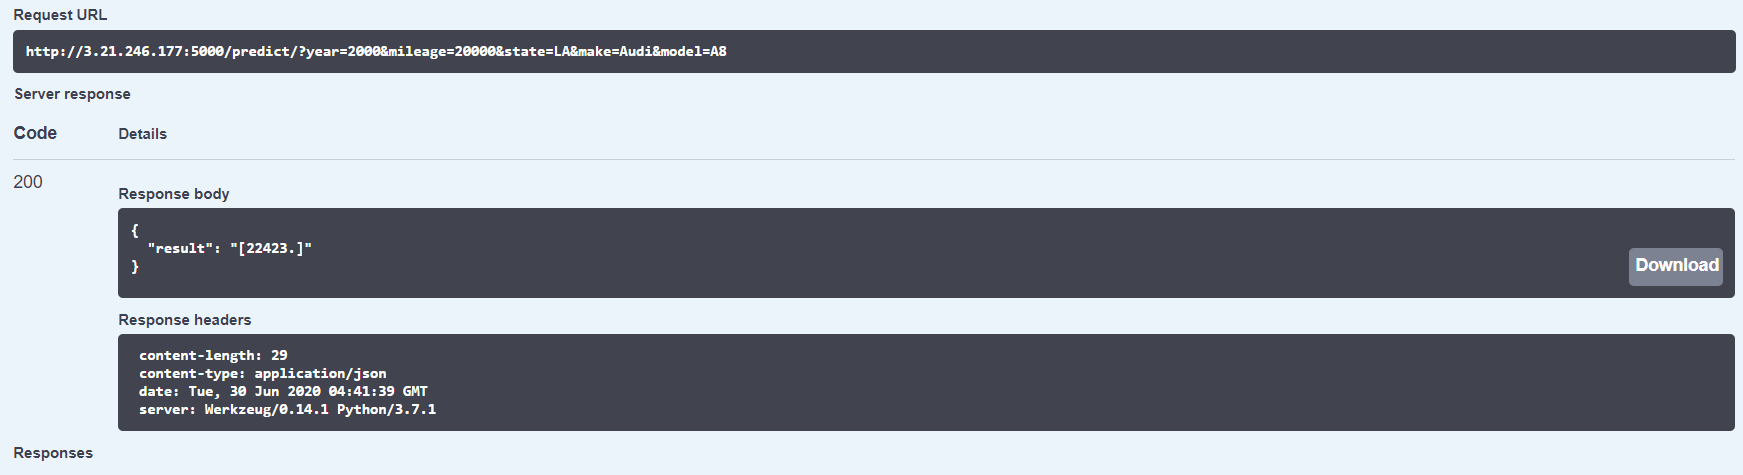 Request URL
http://3.21.246.177:5000/predict/?year=2000&mileage=20000&state=LA&make=Audi&model=A8
Server response
Code Details
200
Response body
{
"result": "[22423.]"
}
Download
Response headers
content-length: 29
content-type: application/json
date: Tue, 30 Jun 2020 04:41:39 GMT
server: Werkzeug/0.14.1 Python/3.7.1
Responses